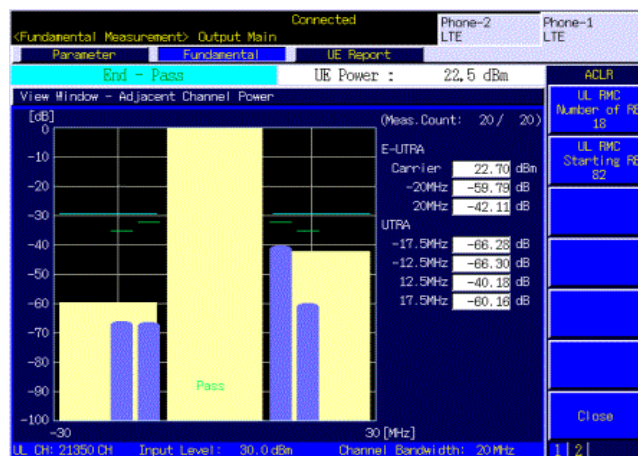 Connected
Phone-2 Phone-1
<Fundamental Measurement> Output Main LTE LTE
Parameter Fundamental UE Report
End - Pass UE Power : 22.5 dBm ACLR
View Window - Adjacent Channel Power
UL RMC
Number of RB
18
[dB] (Meas.Count: 20/ 20)
UL RMC
Starting RB
82
E-UTRA
Carrier 22.70 dBm
-20MHz -59.79 dB
20MHz -42.11 dB
UTRA
-17.5MHz -66.28 dB
-12.5MHz -66.30 dB
12.5MHz -40.18 dB
17.5MHz -60.16 dB
0
-10
-20
-30
-40
-50
-60
-70
-80
-90
-100
Pass
-30 30 [MHz]
Close
UL CH: 21350 CH Input Level: 30.0 dBm Channel Bandwidth: 20 MHz
1 2